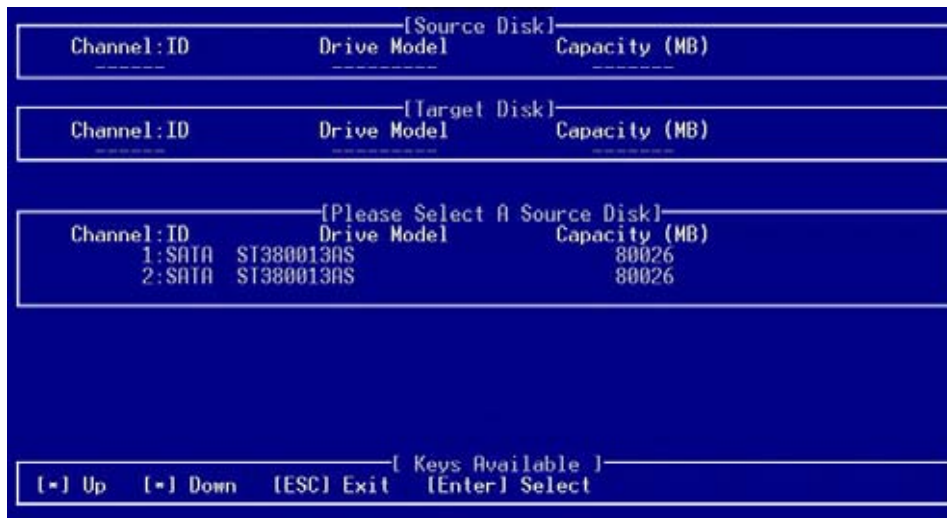 [Source Disk]
Channel:ID Drive Model Capacity (MB)
------ --------- -------
[Target Disk]
Channel:ID Drive Model Capacity (MB)
------ --------- -------
[Please Select A Source Disk]
Channel:ID Drive Model Capacity (MB)
1:SATA ST380013AS 80026
2:SATA ST380013AS 80026
[ Keys Available ]
[-] Up [-] Down [ESC] Exit [Enter] Select